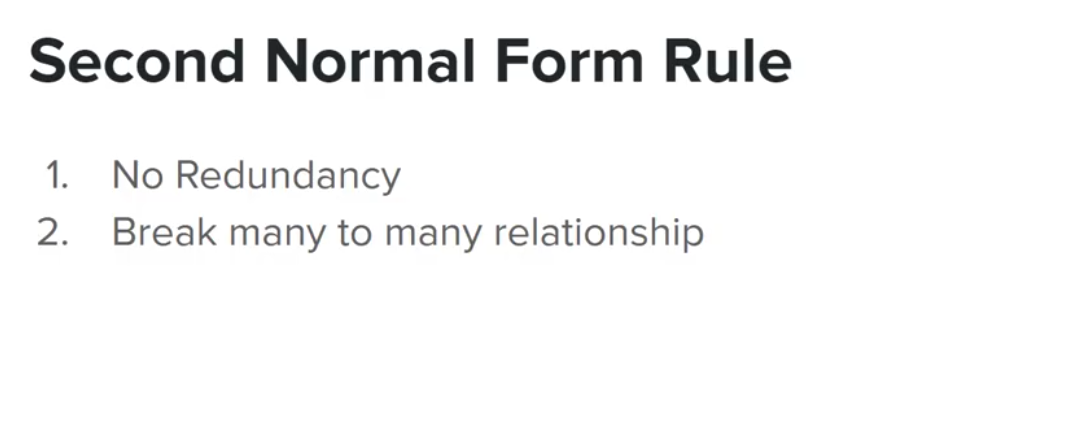 Second Normal Form Rule
1. No Redundancy
2. Break many to many relationship